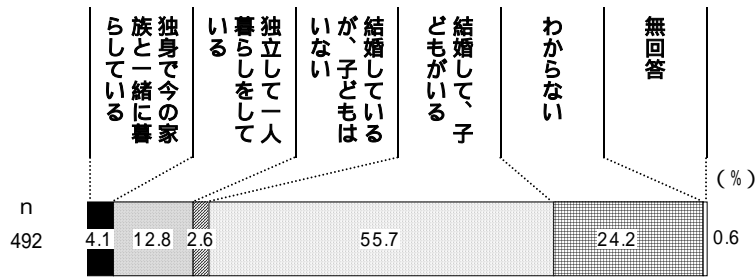 独身で今の家
族と一緒に暮
らしている
独立して一人
暮らしをして
いる
結婚している
が、子どもは
いない
結婚して、子
どもがいる
わからない
無回答
(%)
n
492
4.1
12.8
2.6
55.7
24.2
0.6